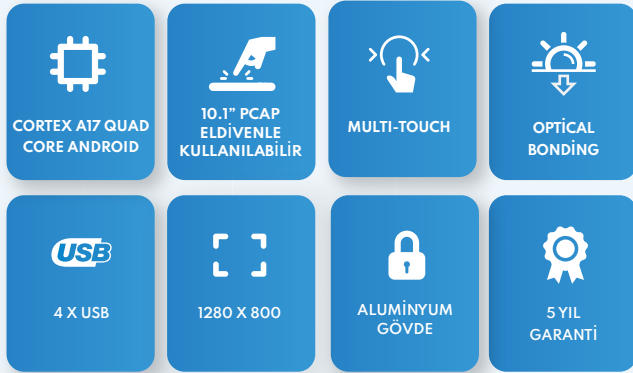 CORTEX A17 QUAD
CORE ANDROID
10.1” PCAP
ELDİVENLE
KULLANILABİLİR
MULTI-TOUCH
OPTİCAL
BONDİNG
USB
4 X USB
1280 X 800
ALUMİNYUM
GÖVDE
5 YIL
GARANTİ